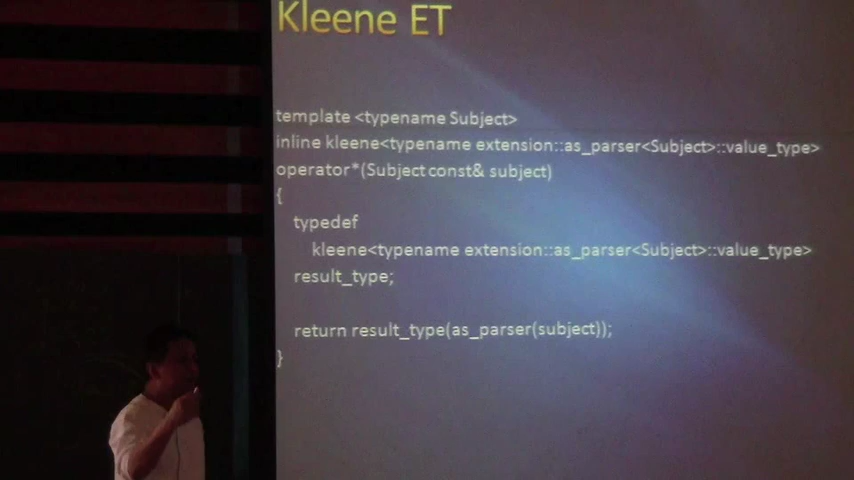 Kleene ET
template <typename Subject>
inline kleene<typename extension::as_parser<Subject>::value_type>
operator*(Subject const& subject)
{
typedef
kleene<typename extension::as_parser<Subject>::value_type>
result_type;
return result_type(as_parser(subject));
}